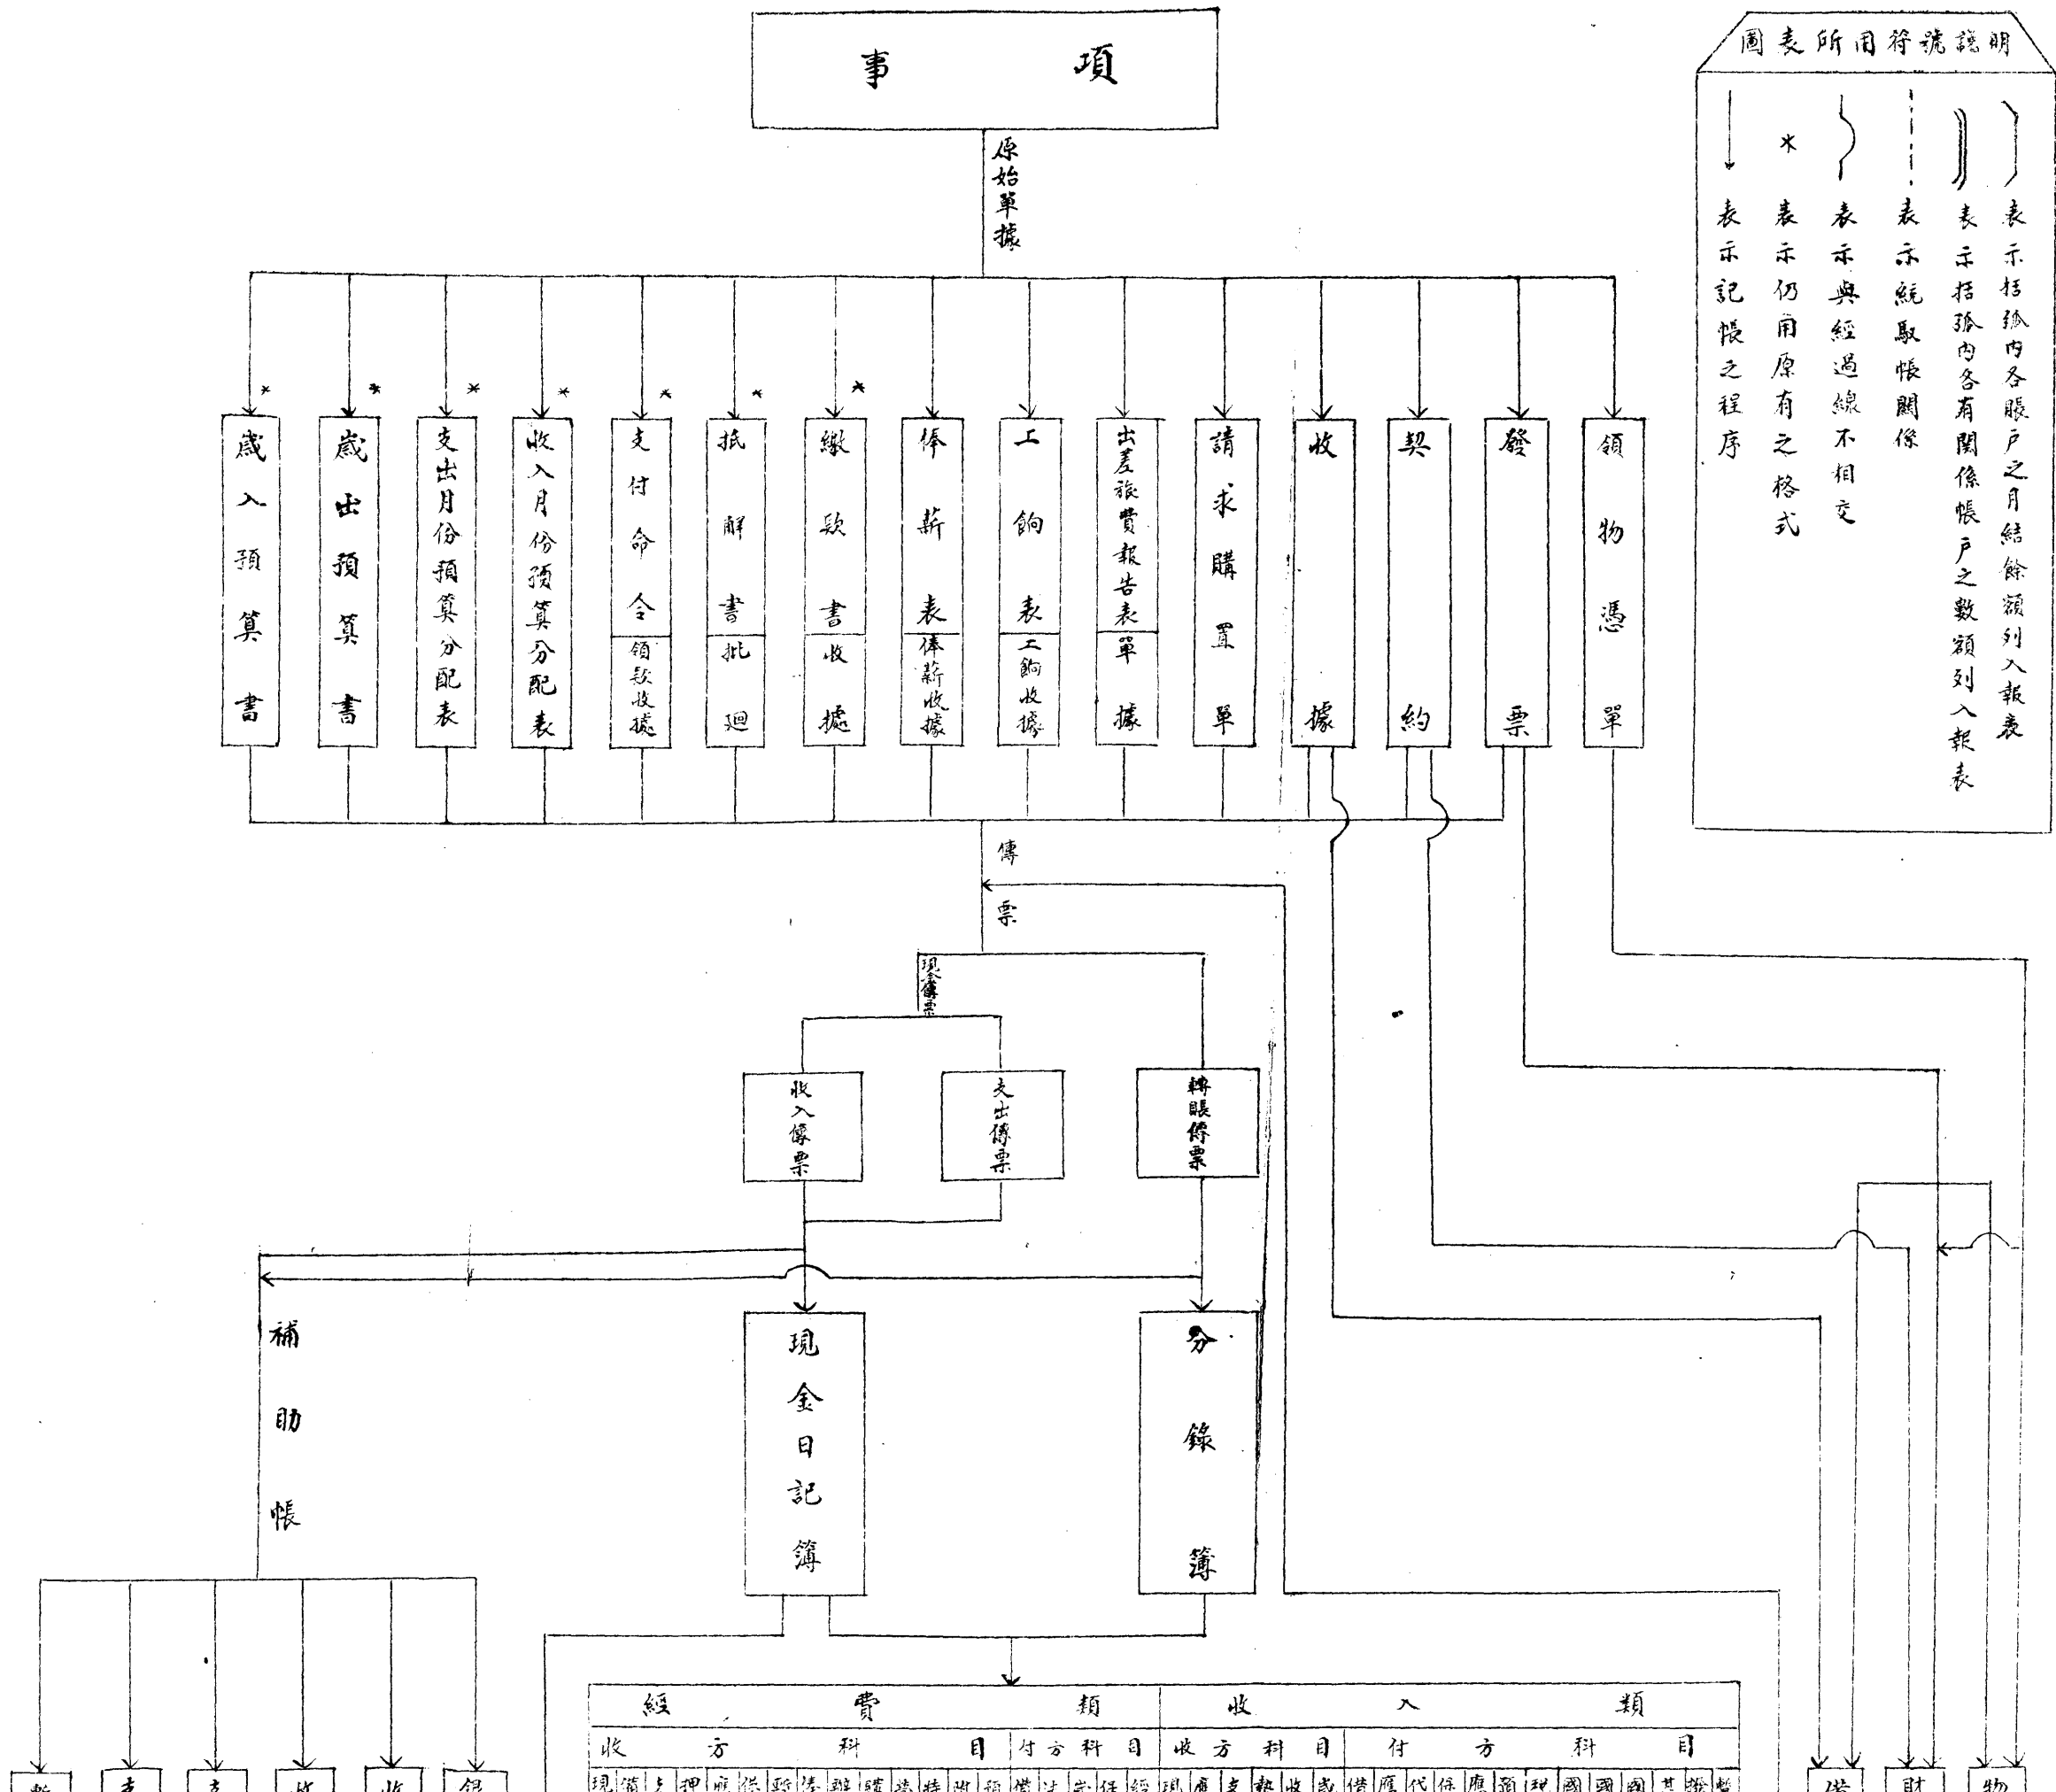 事項
圖表所用符號說明
表示括弧內各賬戶之月結餘額列入報表
表示括弧內各有關係帳戶之數額列入報表
表示統馭帳關係
表示與經過線不相交
* 表示仍用原有之格式
表示記帳之程序
原始單據
* 歲入預算書
* 歲出預算書
* 支出月份預算分配表
* 收入月份預算分配表
* 支付命令
領款收據
* 抵解書
批迴
* 繳款書
收據
俸薪表
俸薪收據
工餉表
工餉收據
出差旅費報告表
單據
請求購置單
收據
契約
發票
領物憑單
傳票
現金傳票
收入傳票
支出傳票
轉賬傳票
補助帳
現金日記簿
分錄簿
經費類
收入類
收方科目
付方科目
收方科目
付方科目